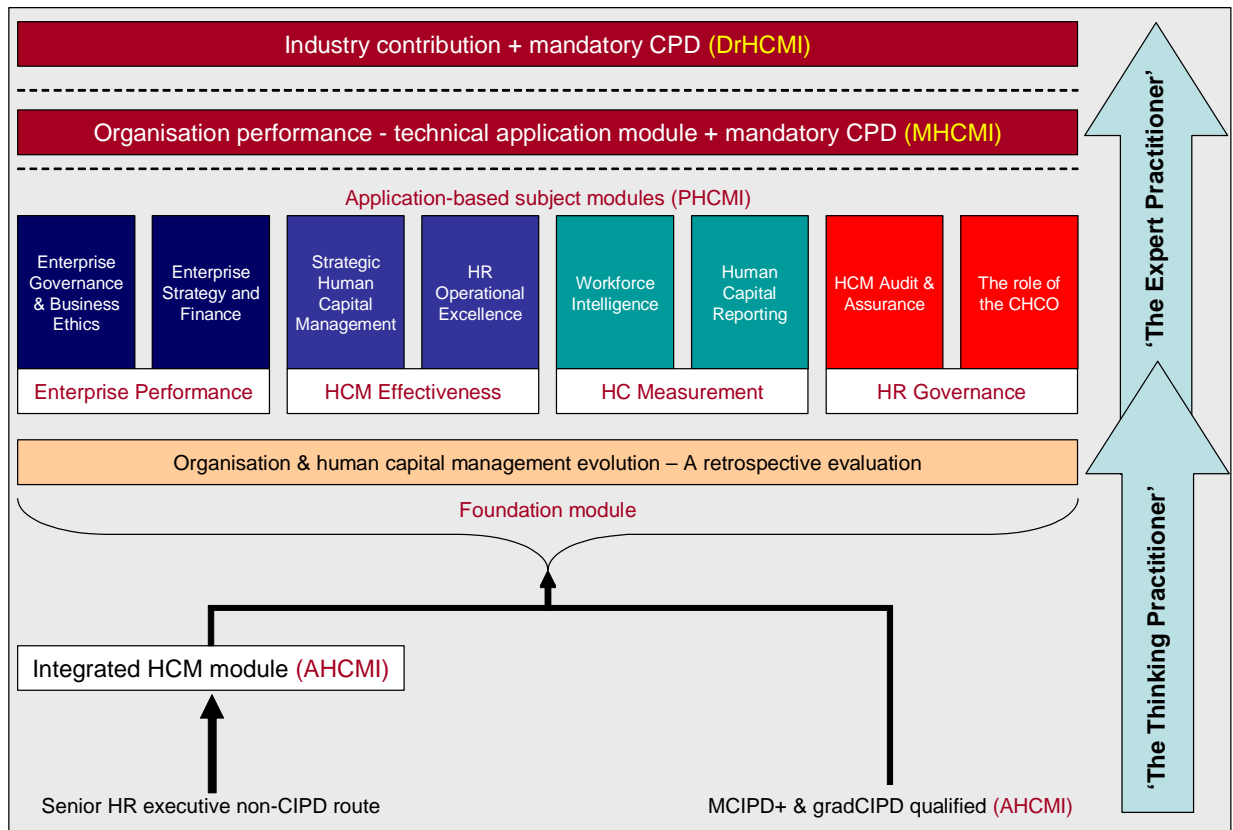 Industry contribution + mandatory CPD (DrHCMI)
Organisation performance - technical application module + mandatory CPD (MHCMI)
Application-based subject modules (PHCMI)
Enterprise
Governance
& Business
Ethics
Enterprise
Strategy and
Finance
Strategic
Human
Capital
Management
HR
Operational
Excellence
Workforce
Intelligence
Human
Capital
Reporting
HCM Audit &
Assurance
The role of
the CHCO
Enterprise Performance
HCM Effectiveness
HC Measurement
HR Governance
Organisation & human capital management evolution – A retrospective evaluation
Foundation module
Integrated HCM module (AHCMI)
Senior HR executive non-CIPD route
MCIPD+ & gradCIPD qualified (AHCMI)
‘The Expert Practitioner’
‘The Thinking Practitioner’